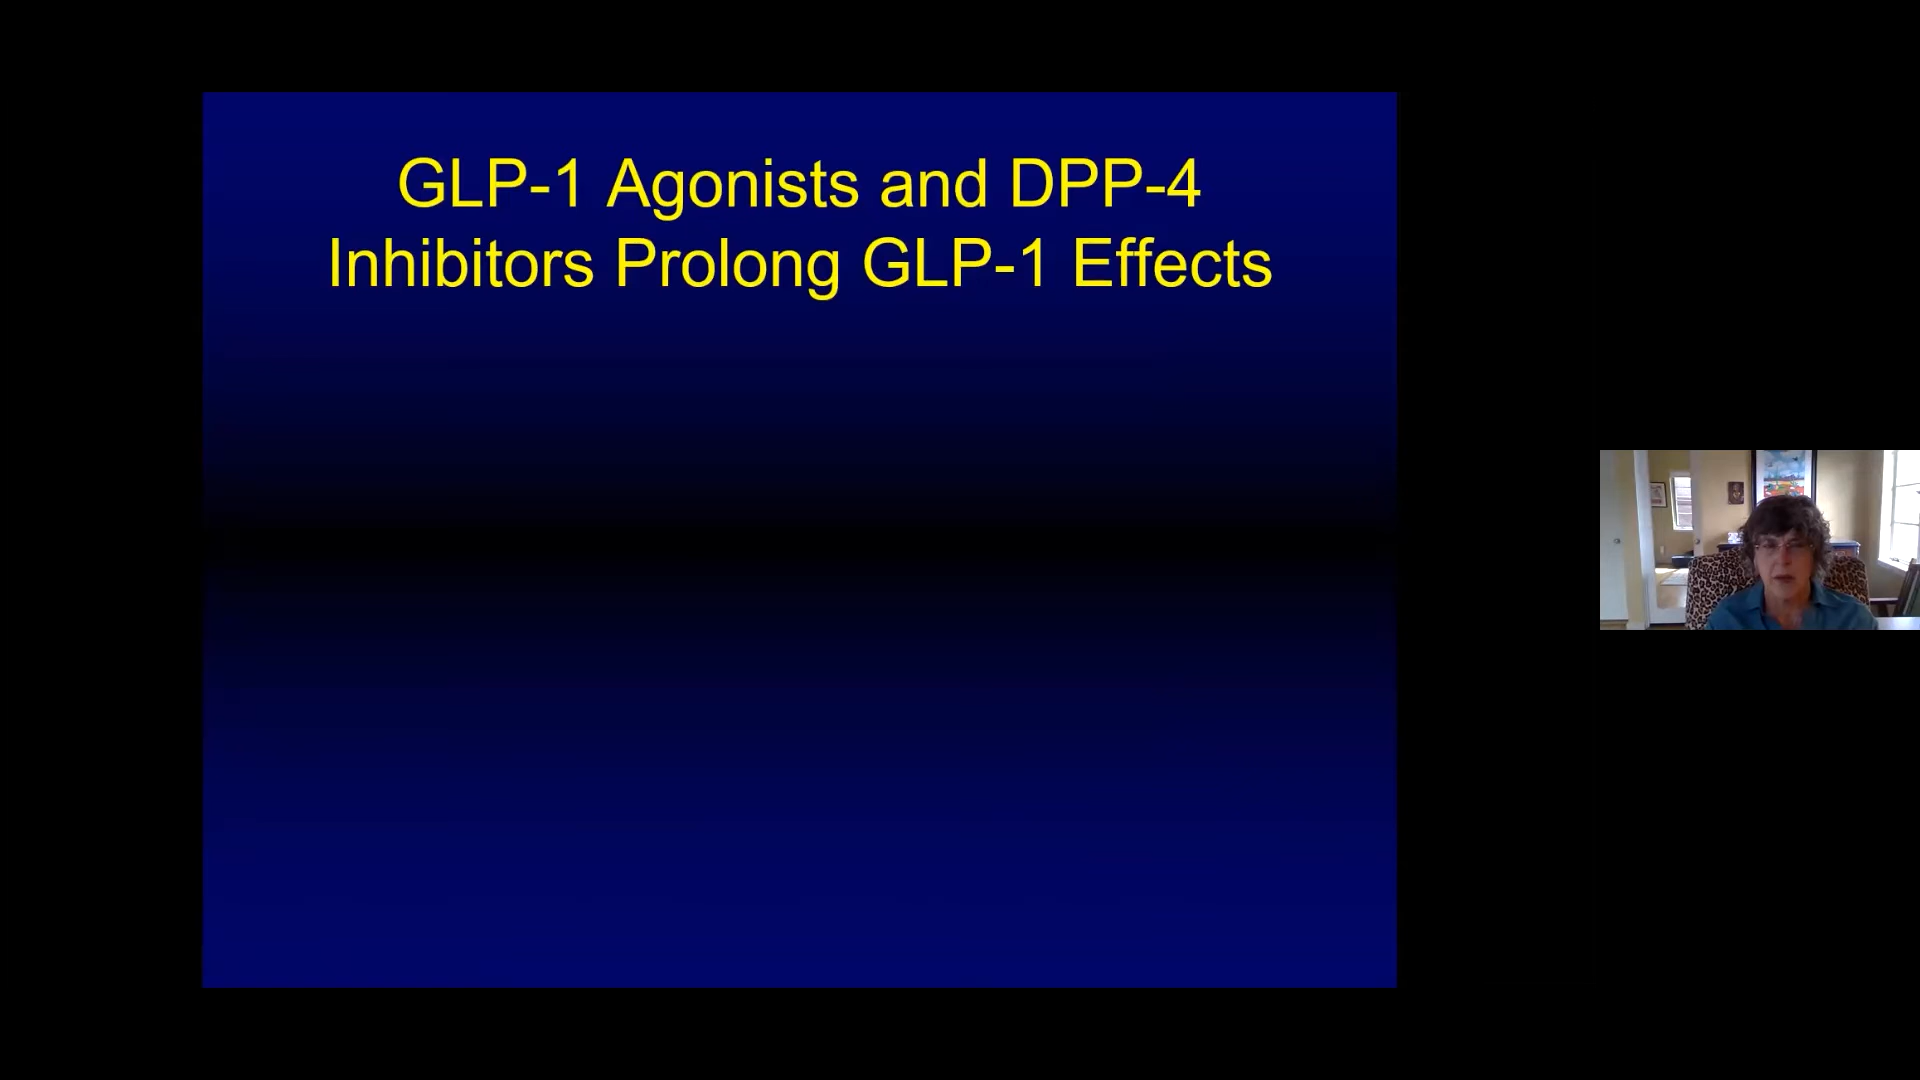 GLP-1 Agonists and DPP-4
Inhibitors Prolong GLP-1 Effects